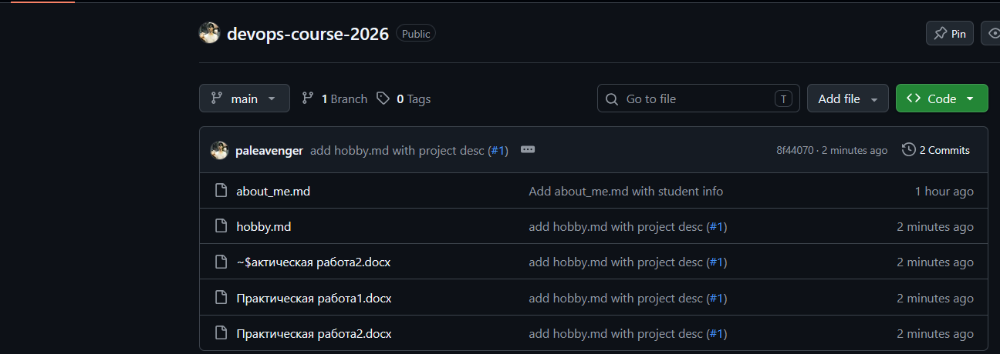 devops-course-2026 Public Pin
main 1 Branch 0 Tags Go to file T Add file Code
paleavenger add hobby.md with project desc (#1) 8f44070 · 2 minutes ago 2 Commits
about_me.md Add about_me.md with student info 1 hour ago
hobby.md add hobby.md with project desc (#1) 2 minutes ago
~$актическая работа2.docx add hobby.md with project desc (#1) 2 minutes ago
Практическая работа1.docx add hobby.md with project desc (#1) 2 minutes ago
Практическая работа2.docx add hobby.md with project desc (#1) 2 minutes ago